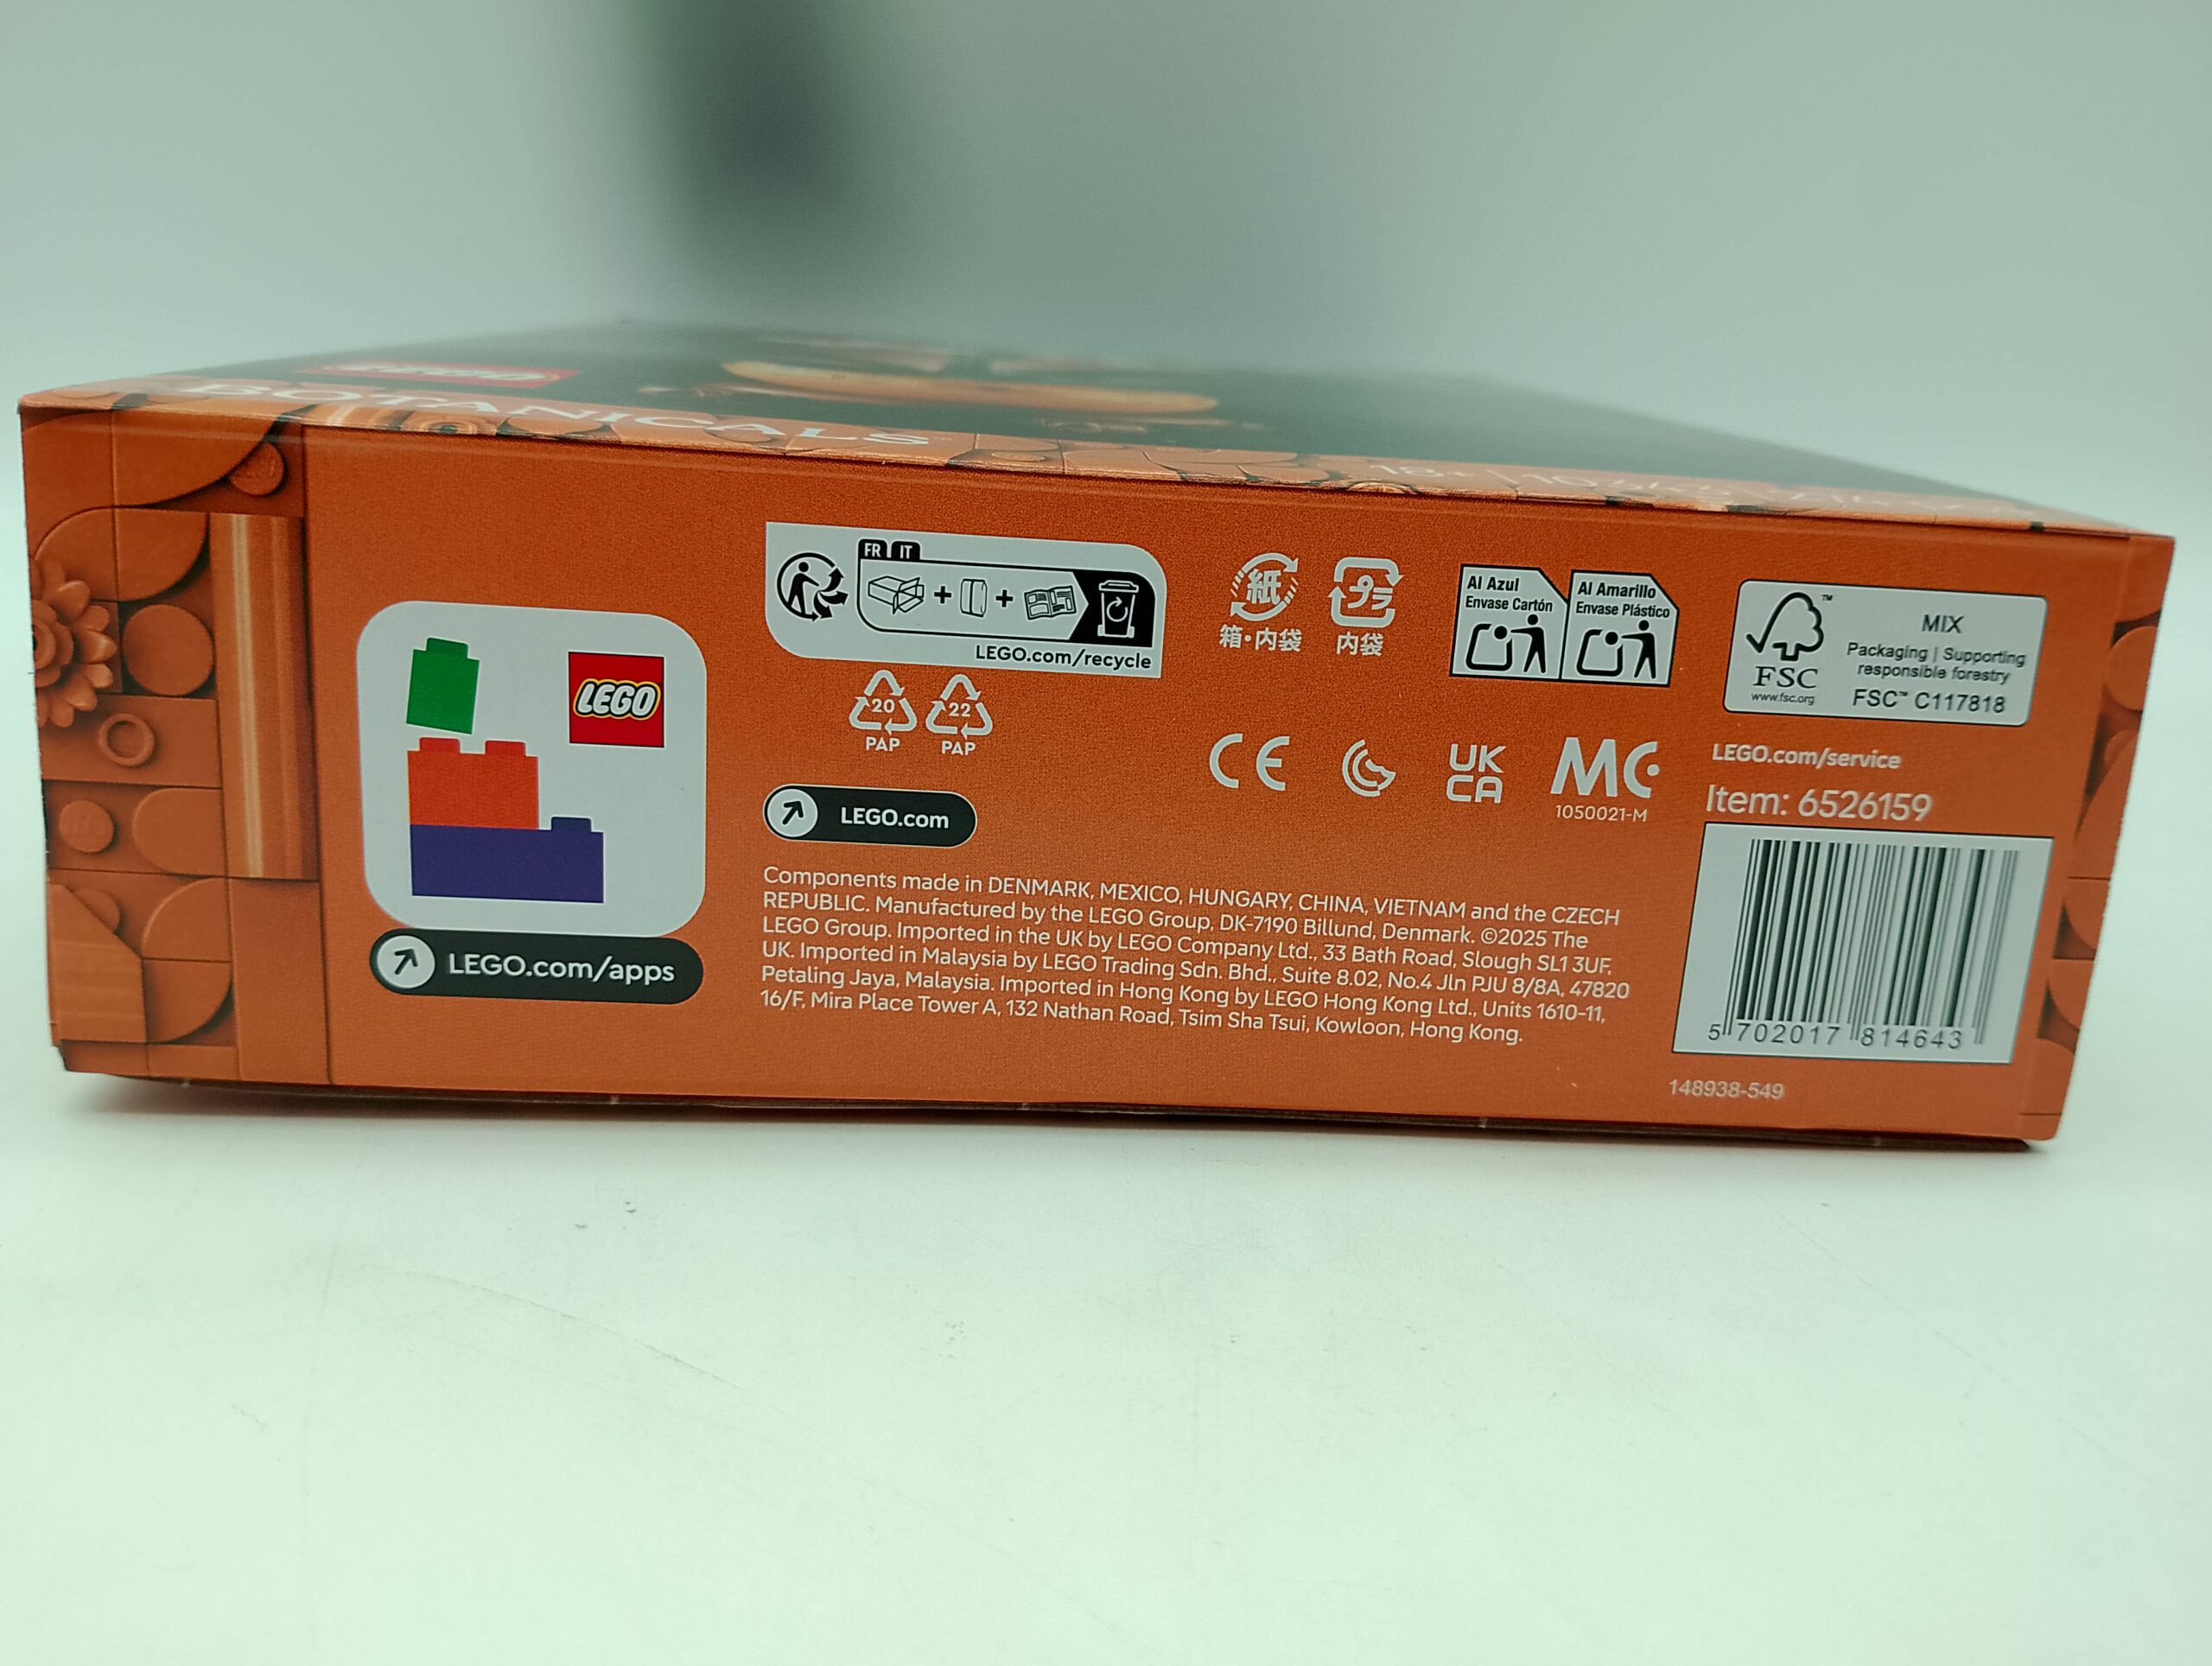 LEGO
BOTANICALS
18+
LEGO
LEGO.com/apps
FR IT
LEGO.com/recycle
20
PAP
22
PAP
LEGO.com
紙
箱・内袋
プラ
内袋
Al Azul
Envase Cartón
Al Amarillo
Envase Plástico
CE
UK
CA
MC
1050021-M
FSC™
www.fsc.org
MIX
Packaging | Supporting
responsible forestry
FSC™ C117818
LEGO.com/service
Item: 6526159
Components made in DENMARK, MEXICO, HUNGARY, CHINA, VIETNAM and the CZECH
REPUBLIC. Manufactured by the LEGO Group, DK-7190 Billund, Denmark. ©2025 The
LEGO Group. Imported in the UK by LEGO Company Ltd., 33 Bath Road, Slough SL1 3UF,
UK. Imported in Malaysia by LEGO Trading Sdn. Bhd., Suite 8.02, No.4 Jln PJU 8/8A, 47820
Petaling Jaya, Malaysia. Imported in Hong Kong by LEGO Hong Kong Ltd., Units 1610-11,
16/F, Mira Place Tower A, 132 Nathan Road, Tsim Sha Tsui, Kowloon, Hong Kong.
5 702017 814643
148938-549